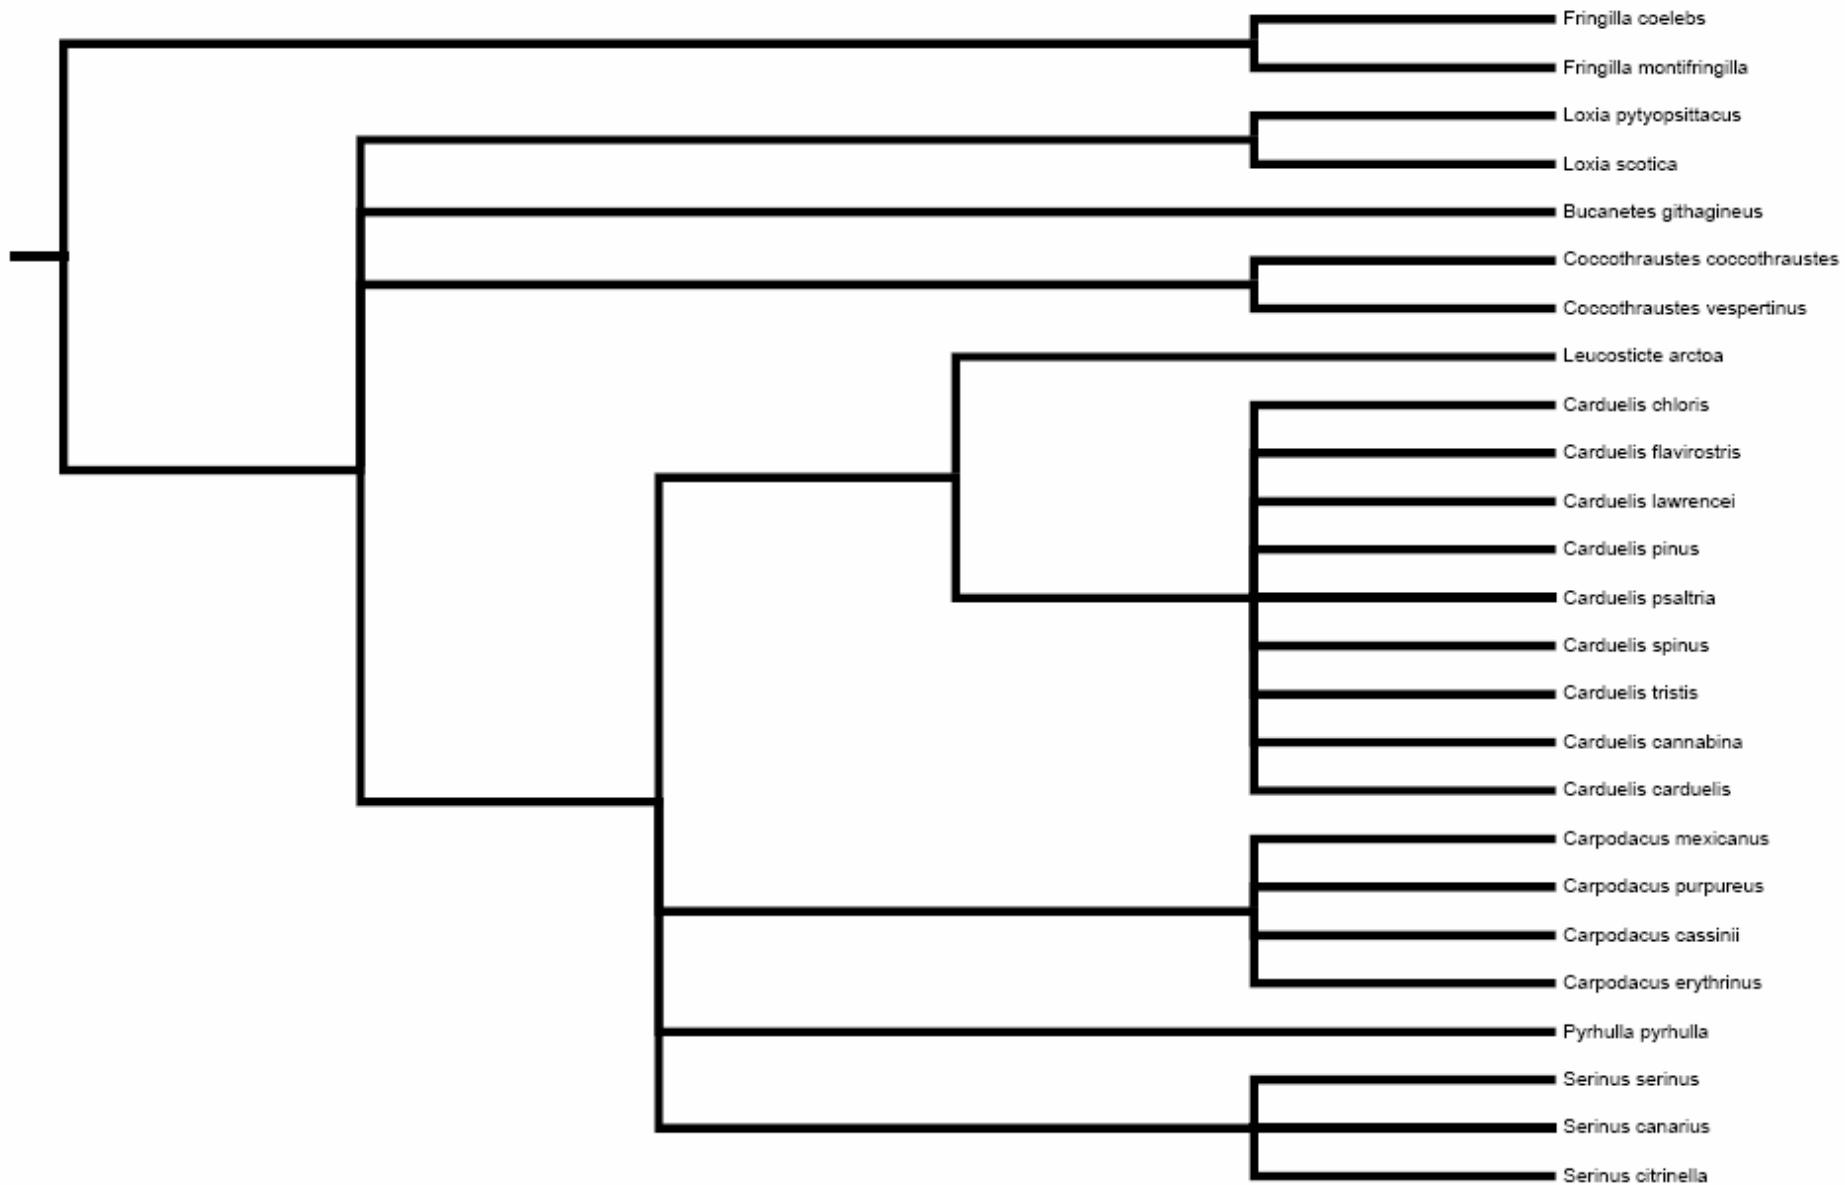 Fringilla coelebs
Fringilla montifringilla
Loxia pytyopsittacus
Loxia scotica
Bucanetes githagineus
Coccothraustes coccothraustes
Coccothraustes vespertinus
Leucosticte arctoa
Carduelis chloris
Carduelis flavirostris
Carduelis lawrencei
Carduelis pinus
Carduelis psaltria
Carduelis spinus
Carduelis tristis
Carduelis cannabina
Carduelis carduelis
Carpodacus mexicanus
Carpodacus purpureus
Carpodacus cassinii
Carpodacus erythrinus
Pyrhulla pyrhulla
Serinus serinus
Serinus canarius
Serinus citrinella